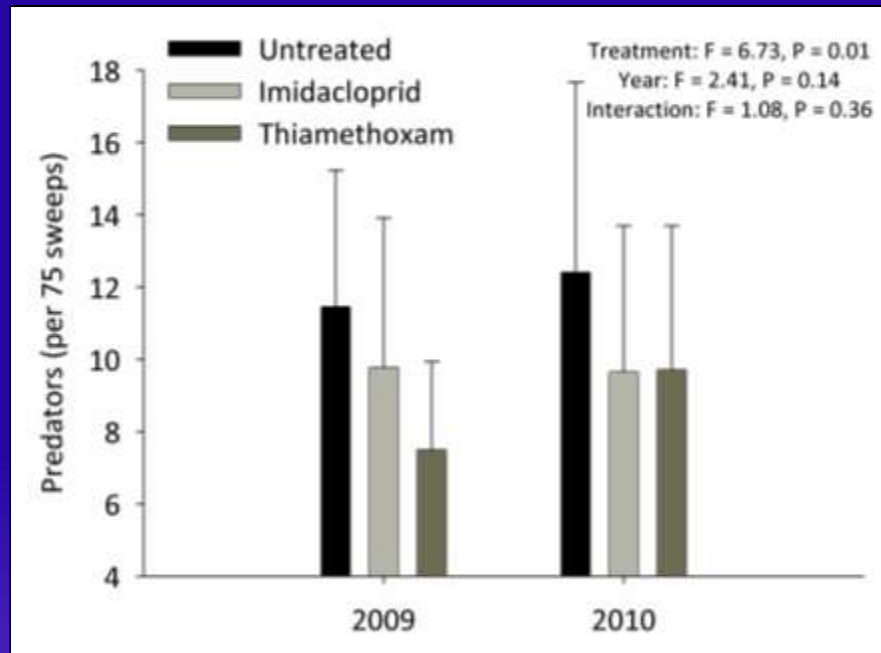 Untreated
Imidacloprid
Thiamethoxam
Treatment: F = 6.73, P = 0.01
Year: F = 2.41, P = 0.14
Interaction: F = 1.08, P = 0.36
Predators (per 75 sweeps)
18
16
14
12
10
8
6
4
2009
2010